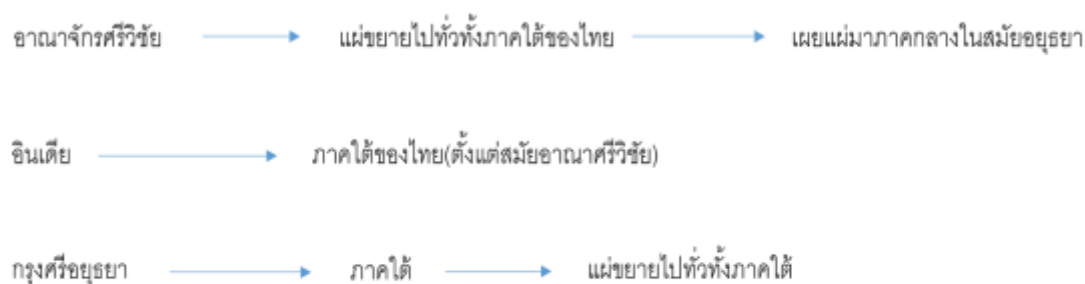 อาณาจักรศรีวิชัย แผ่ขยายไปทั่วทั้งภาคใต้ของไทย เผยแผ่มาภาคกลางในสมัยอยุธยา
อินเดีย ภาคใต้ของไทย(ตั้งแต่สมัยอาณาศรีวิชัย)
กรุงศรีอยุธยา ภาคใต้ แผ่ขยายไปทั่วทั้งภาคใต้